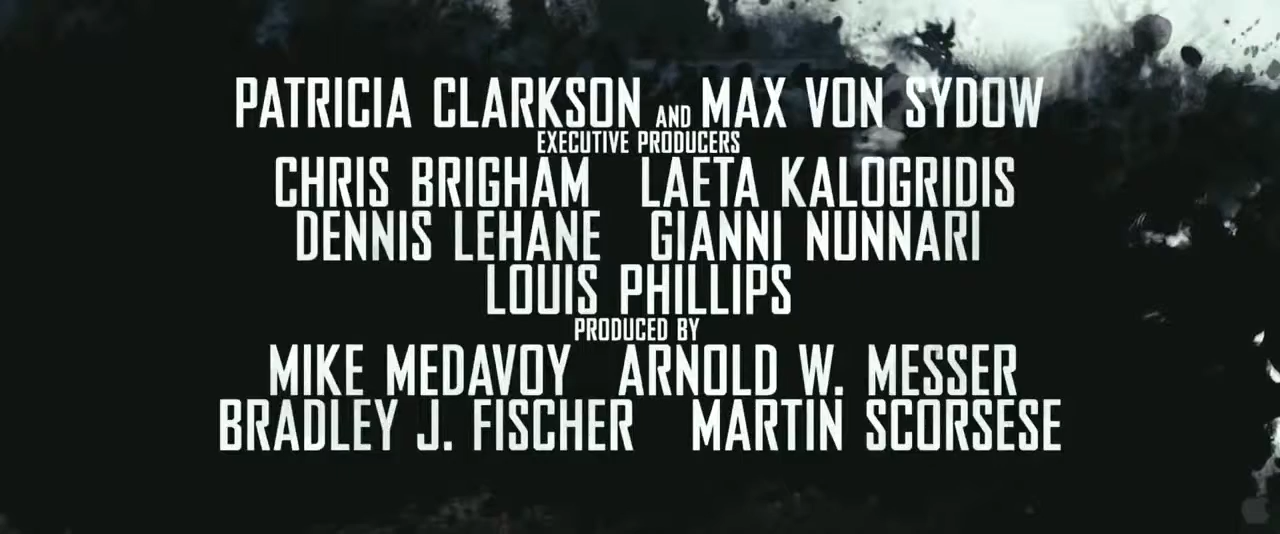 PATRICIA CLARKSON AND MAX VON SYDOW
EXECUTIVE PRODUCERS
CHRIS BRIGHAM LAETA KALOGRIDIS
DENNIS LEHANE GIANNI NUNNARI
LOUIS PHILLIPS
PRODUCED BY
MIKE MEDAVOY ARNOLD W. MESSER
BRADLEY J. FISCHER MARTIN SCORSESE